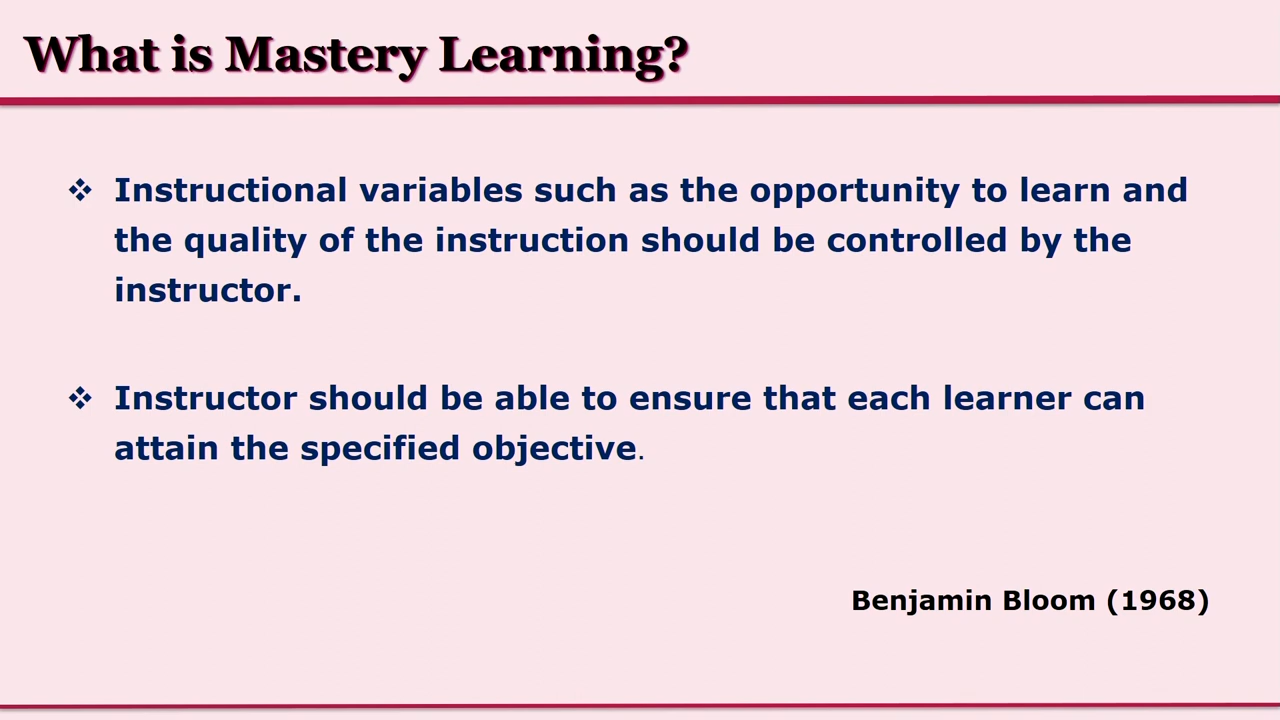 What is Mastery Learning?
❖ Instructional variables such as the opportunity to learn and
the quality of the instruction should be controlled by the
instructor.
❖ Instructor should be able to ensure that each learner can
attain the specified objective.
Benjamin Bloom (1968)